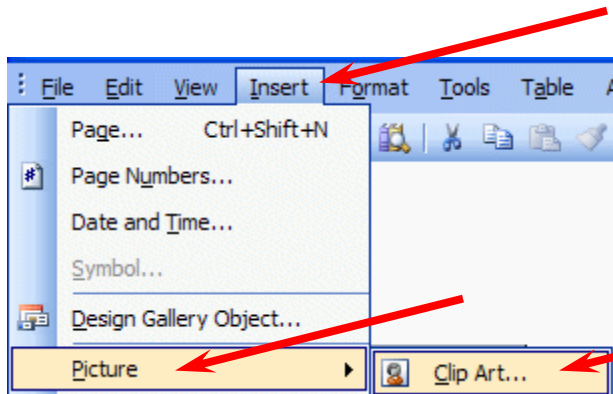 File Edit View Insert Format Tools Table
Page... Ctrl+Shift+N
Page Numbers...
Date and Time...
Symbol...
Design Gallery Object...
Picture
Clip Art...